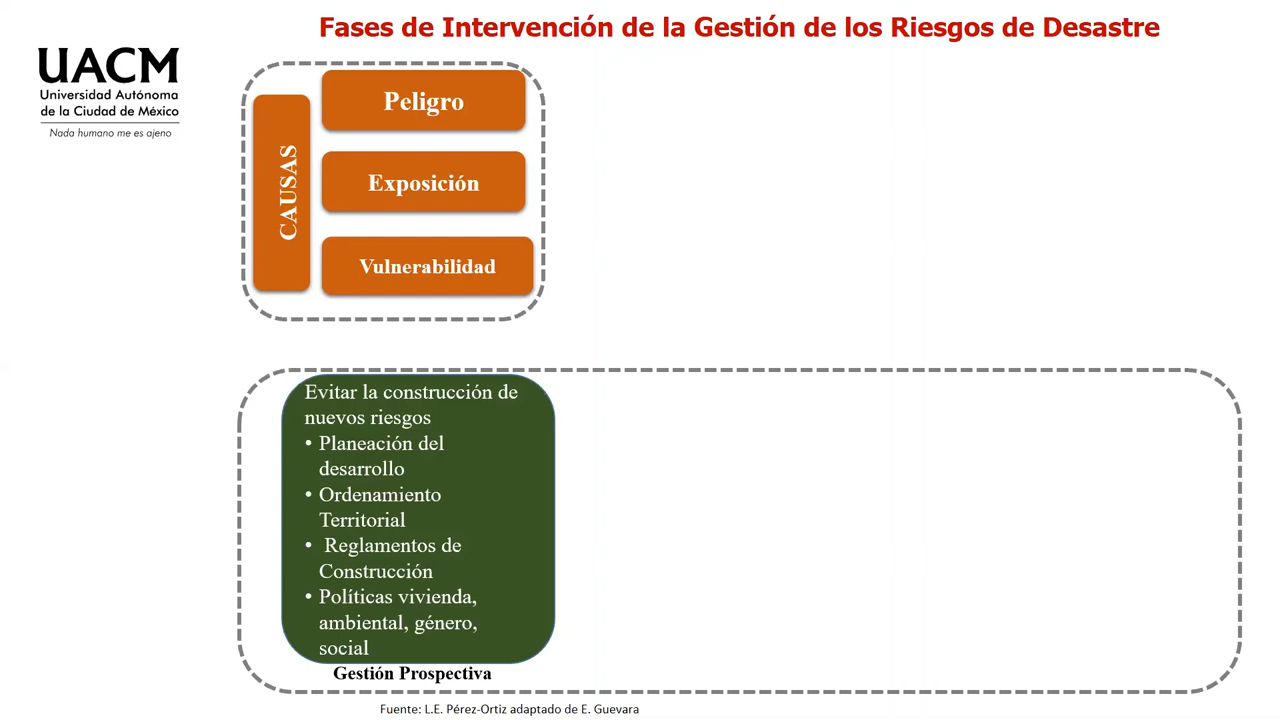 Fases de Intervención de la Gestión de los Riesgos de Desastre
UACM
Universidad Autónoma
de la Ciudad de México
Nada humano me es ajeno
CAUSAS
Peligro
Exposición
Vulnerabilidad
Evitar la construcción de
nuevos riesgos
• Planeación del
desarrollo
• Ordenamiento
Territorial
• Reglamentos de
Construcción
• Políticas vivienda,
ambiental, género,
social
Gestión Prospectiva
Fuente: L.E. Pérez-Ortiz adaptado de E. Guevara